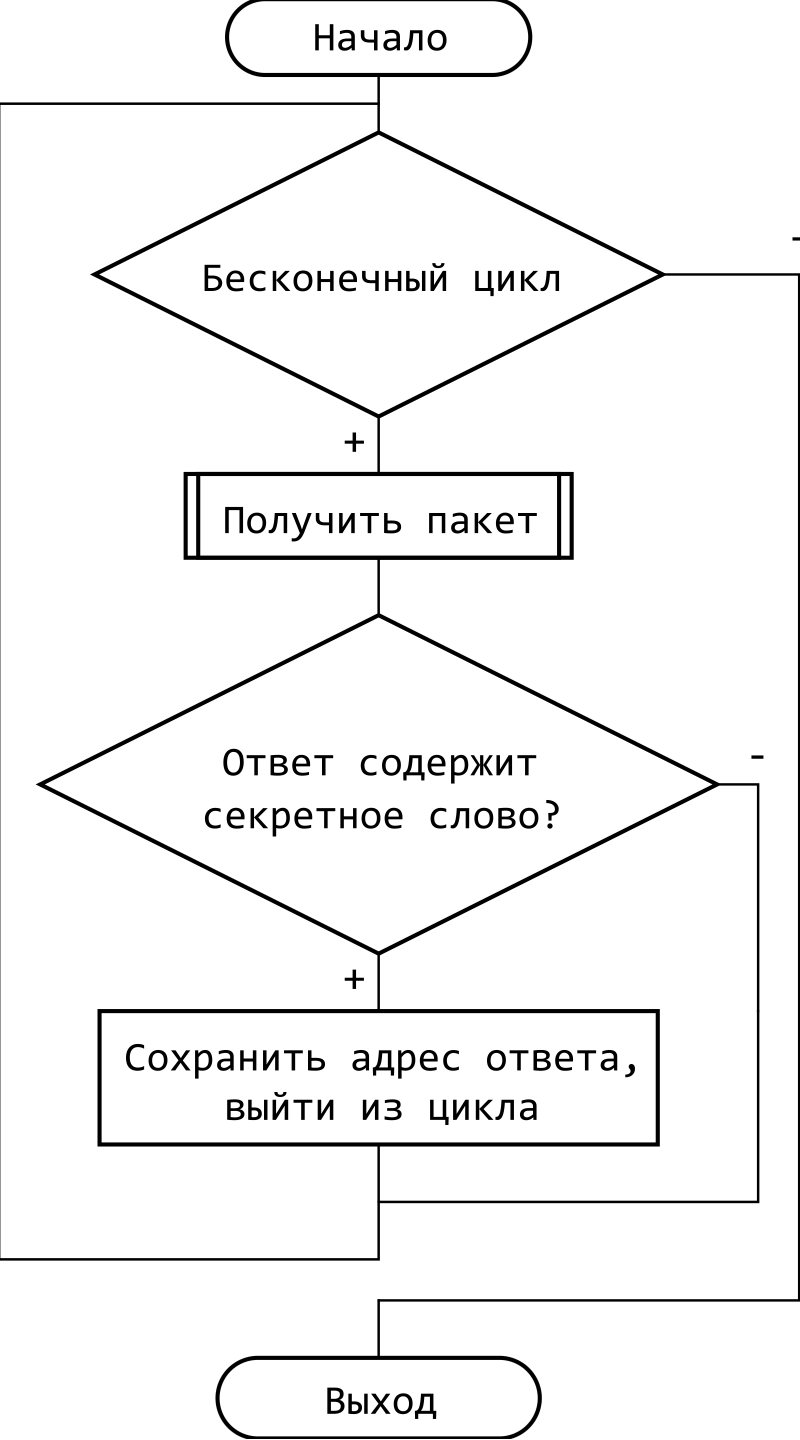 Начало
-
Бесконечный цикл
+
Получить пакет
-
Ответ содержит
секретное слово?
+
Сохранить адрес ответа,
выйти из цикла
Выход